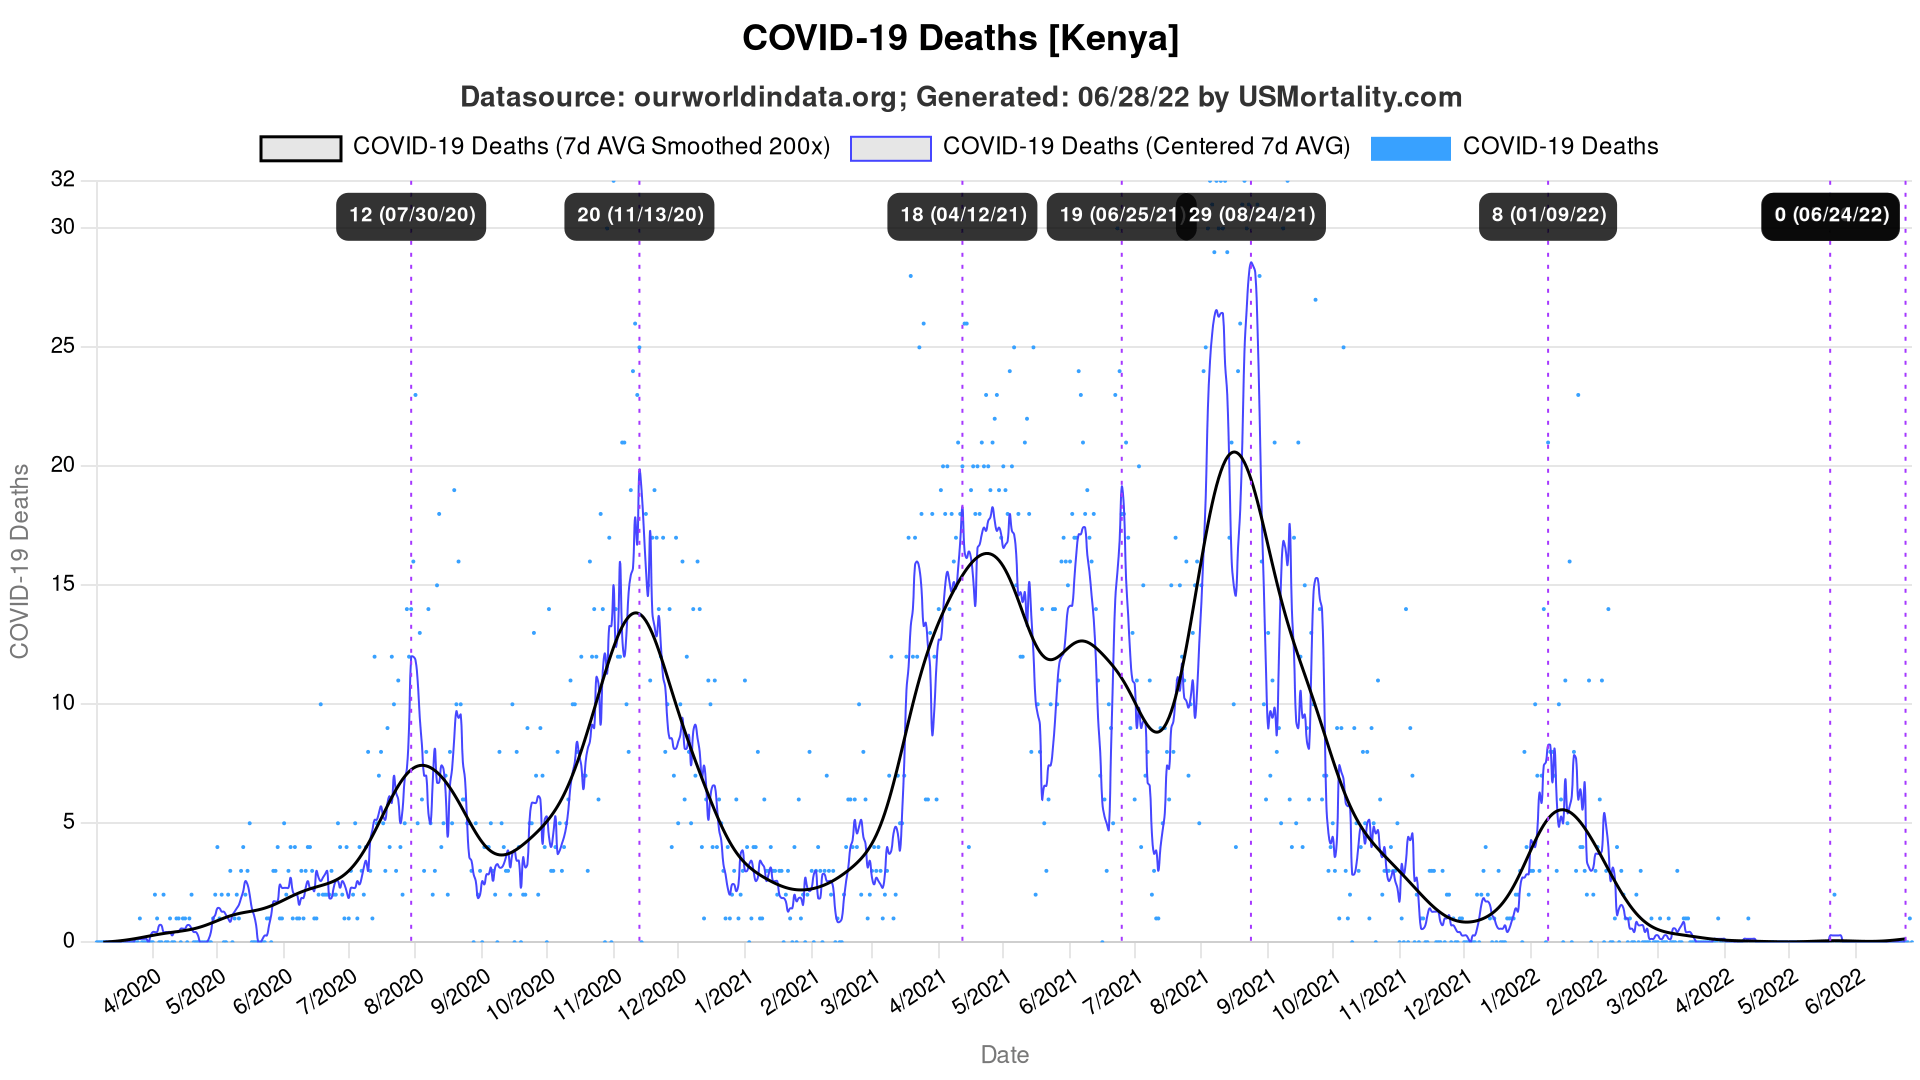 COVID-19 Deaths [Kenya]
Datasource: ourworldindata.org; Generated: 06/28/22 by USMortality.com
COVID-19 Deaths (7d AVG Smoothed 200x) COVID-19 Deaths (Centered 7d AVG) COVID-19 Deaths
32
12 (07/30/20) 20 (11/13/20) 18 (04/12/21) 19 (06/25/21) 29 (08/24/21) 8 (01/09/22) 0 (06/24/22)
30
25
20
15
10
5
0
COVID-19 Deaths
4/2020 5/2020 6/2020 7/2020 8/2020 9/2020 10/2020 11/2020 12/2020 1/2021 2/2021 3/2021 4/2021 5/2021 6/2021 7/2021 8/2021 9/2021 10/2021 11/2021 12/2021 1/2022 2/2022 3/2022 4/2022 5/2022 6/2022
Date